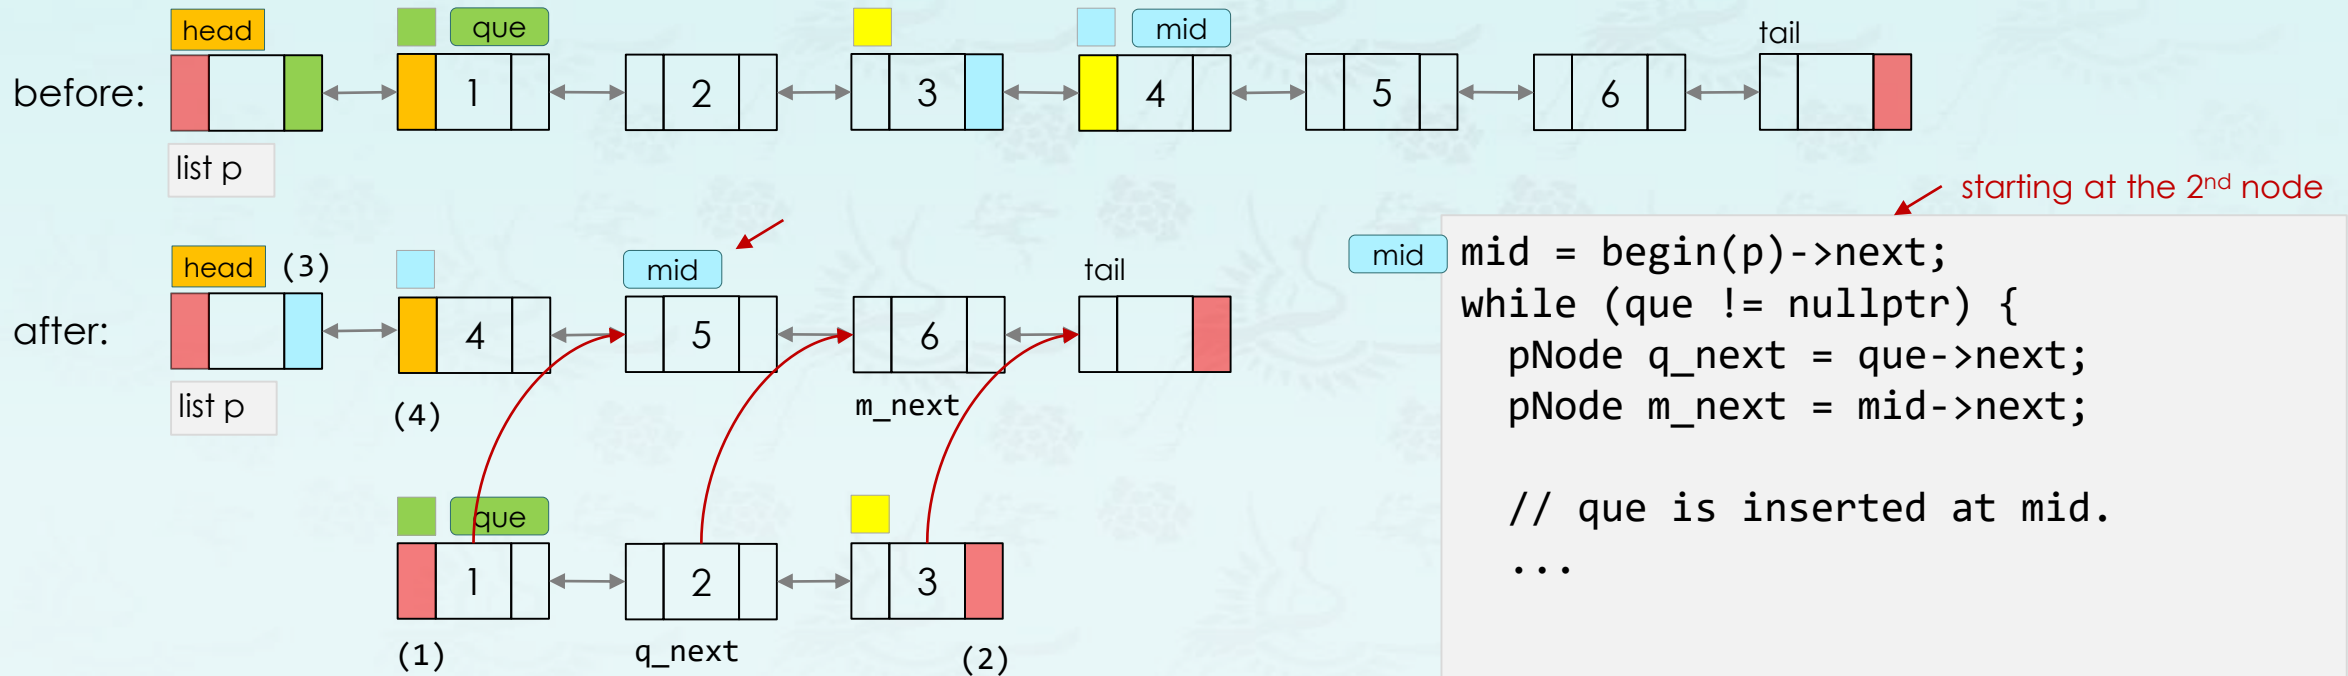 head
que
mid
tail
before:
1
2
3
4
5
6
list p
starting at the 2nd node
head (3)
mid
tail
after:
4
5
6
list p
(4)
m_next
que
1
2
3
(1)
q_next
(2)
mid
mid = begin(p)->next;
while (que != nullptr) {
pNode q_next = que->next;
pNode m_next = mid->next;
// que is inserted at mid.
...